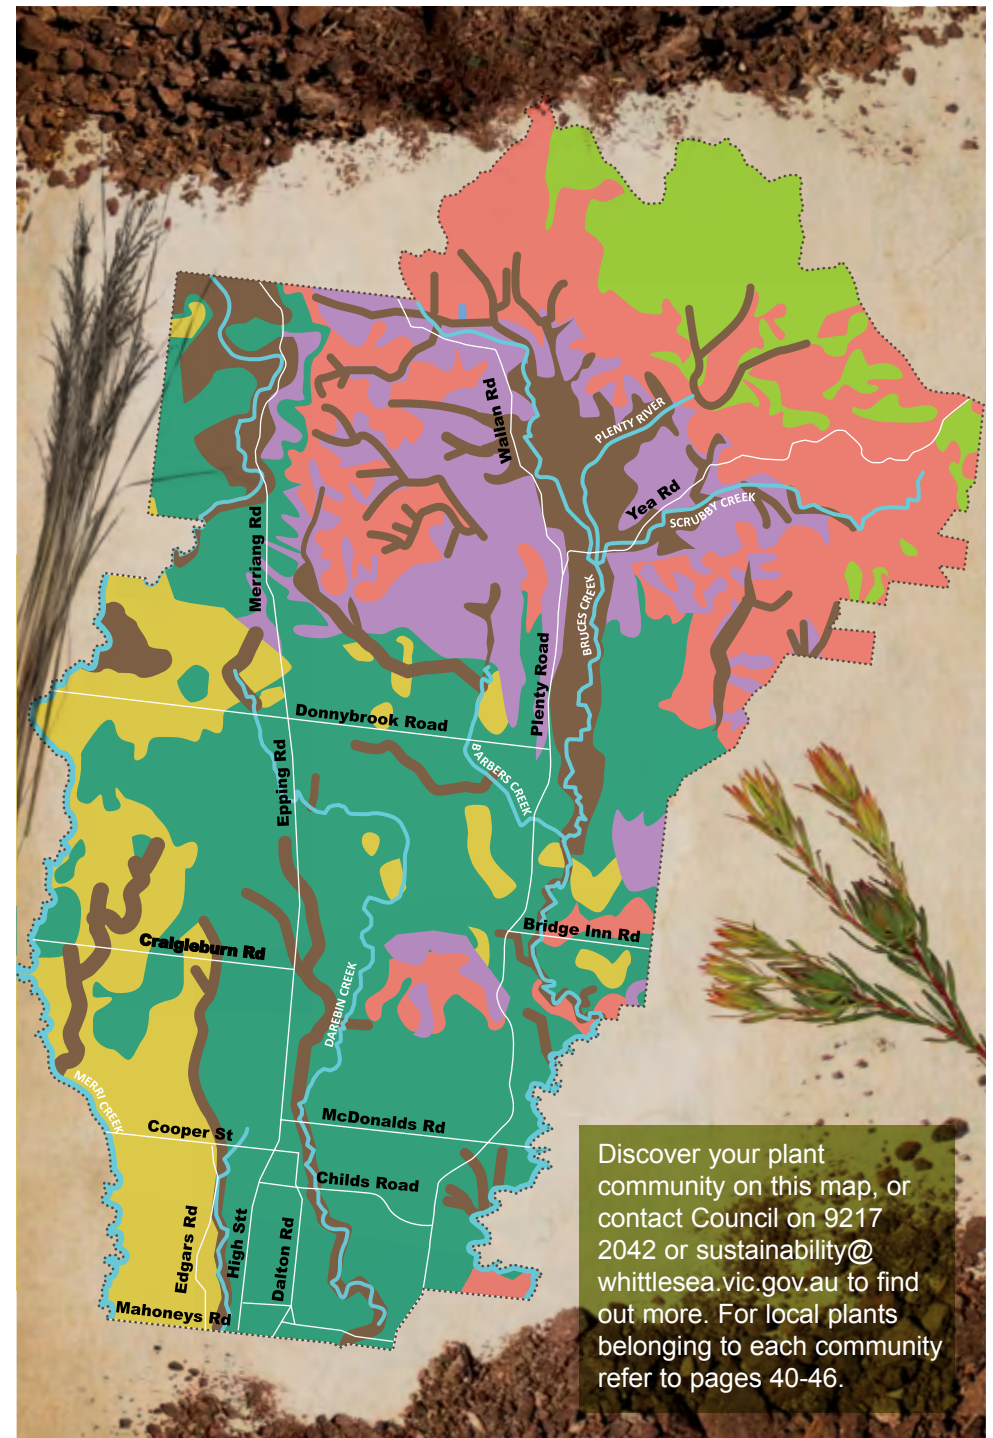 Wallan Rd
PLENTY RIVER
Yea Rd
SCRUBBY CREEK
Merriang Rd
BRUCES CREEK
Plenty Road
Donnybrook Road
Epping Rd
BARBERS CREEK
Bridge Inn Rd
Craigieburn Rd
DAREBIN CREEK
MERRI CREEK
McDonalds Rd
Cooper St
Childs Road
Edgars Rd
High Stt
Dalton Rd
Mahoneys Rd
Discover your plant
community on this map, or
contact Council on 9217
2042 or sustainability@
whittlesea.vic.gov.au to find
out more. For local plants
belonging to each community
refer to pages 40-46.